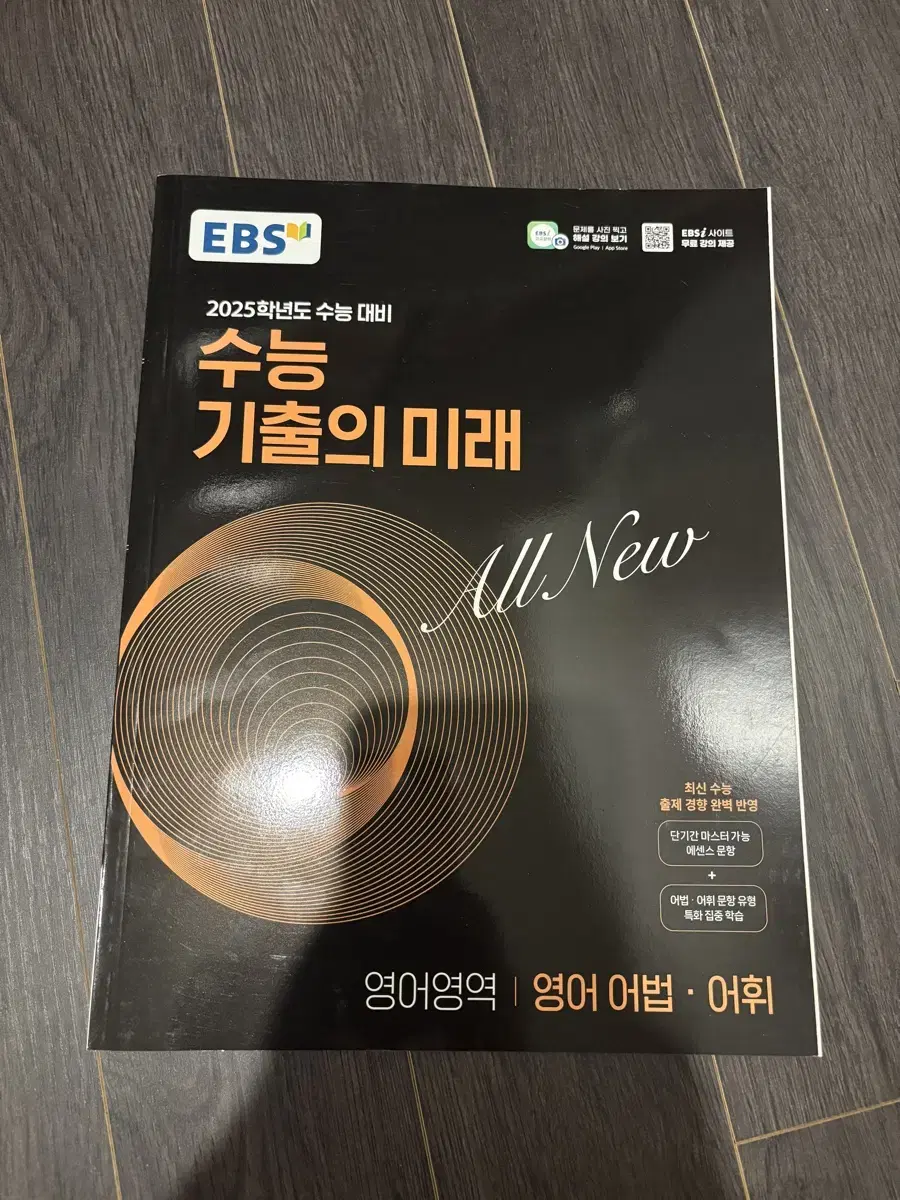 EBS
문제를 사진 찍고
해설 강의 보기
Google Play | App Store
EBSi 사이트
무료 강의 제공
2025학년도 수능 대비
수능
기출의 미래
All New
최신 수능
출제 경향 완벽 반영
단기간 마스터 가능
에센스 문항
+
어법·어휘 문항 유형
특화 집중 학습
영어영역 | 영어 어법·어휘